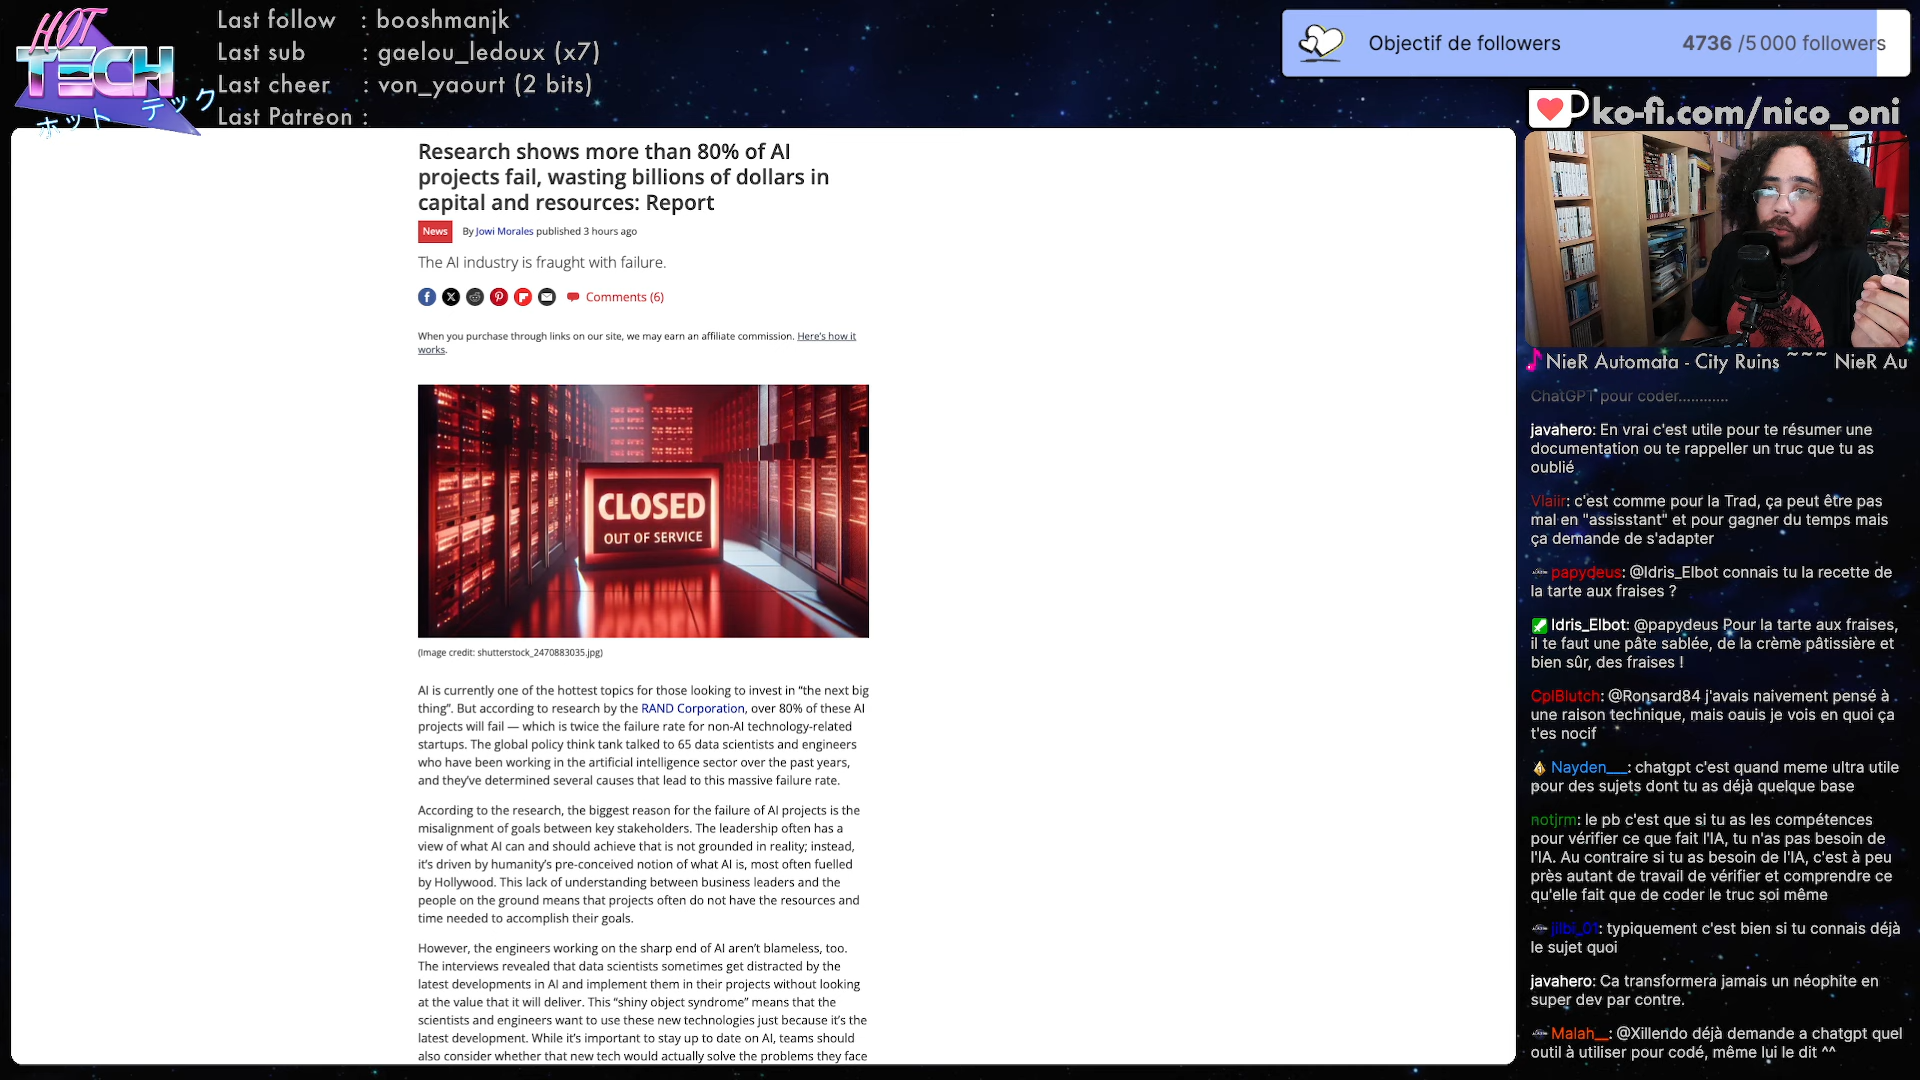 HOT
TECH
ホット テック
Last follow : booshmanjk
Last sub : gaelou_ledoux (x7)
Last cheer : von_yaourt (2 bits)
Last Patreon :
Objectif de followers 4736 /5 000 followers
ko-fi.com/nico_oni
Research shows more than 80% of AI
projects fail, wasting billions of dollars in
capital and resources: Report
News By Jowi Morales published 3 hours ago
The AI industry is fraught with failure.
Comments (6)
When you purchase through links on our site, we may earn an affiliate commission. Here's how it
works.
CLOSED
OUT OF SERVICE
(Image credit: shutterstock_2470883035.jpg)
AI is currently one of the hottest topics for those looking to invest in “the next big
thing”. But according to research by the RAND Corporation, over 80% of these AI
projects will fail — which is twice the failure rate for non-AI technology-related
startups. The global policy think tank talked to 65 data scientists and engineers
who have been working in the artificial intelligence sector over the past years,
and they’ve determined several causes that lead to this massive failure rate.
According to the research, the biggest reason for the failure of AI projects is the
misalignment of goals between key stakeholders. The leadership often has a
view of what AI can and should achieve that is not grounded in reality; instead,
it’s driven by humanity’s pre-conceived notion of what AI is, most often fuelled
by Hollywood. This lack of understanding between business leaders and the
people on the ground means that projects often do not have the resources and
time needed to accomplish their goals.
However, the engineers working on the sharp end of AI aren’t blameless, too.
The interviews revealed that data scientists sometimes get distracted by the
latest developments in AI and implement them in their projects without looking
at the value that it will deliver. This “shiny object syndrome” means that the
scientists and engineers want to use these new technologies just because it’s the
latest development. While it’s important to stay up to date on AI, teams should
also consider whether that new tech would actually solve the problems they face
NieR Automata - City Ruins ~~~ NieR Au
ChatGPT pour coder............
javahero: En vrai c'est utile pour te résumer une
documentation ou te rappeller un truc que tu as
oublié
Vlaiir: c'est comme pour la Trad, ça peut être pas
mal en "assisstant" et pour gagner du temps mais
ça demande de s'adapter
papydeus: @Idris_Elbot connais tu la recette de
la tarte aux fraises ?
Idris_Elbot: @papydeus Pour la tarte aux fraises,
il te faut une pâte sablée, de la crème pâtissière et
bien sûr, des fraises !
CplBlutch: @Ronsard84 j'avais naivement pensé à
une raison technique, mais oauis je vois en quoi ça
t'es nocif
Nayden___: chatgpt c'est quand meme ultra utile
pour des sujets dont tu as déjà quelque base
notjrm: le pb c'est que si tu as les compétences
pour vérifier ce que fait l'IA, tu n'as pas besoin de
l'IA. Au contraire si tu as besoin de l'IA, c'est à peu
près autant de travail de vérifier et comprendre ce
qu'elle fait que de coder le truc soi même
jilbi_01: typiquement c'est bien si tu connais déjà
le sujet quoi
javahero: Ca transformera jamais un néophite en
super dev par contre.
Malah__: @Xillendo déjà demande a chatgpt quel
outil à utiliser pour codé, même lui le dit ^^